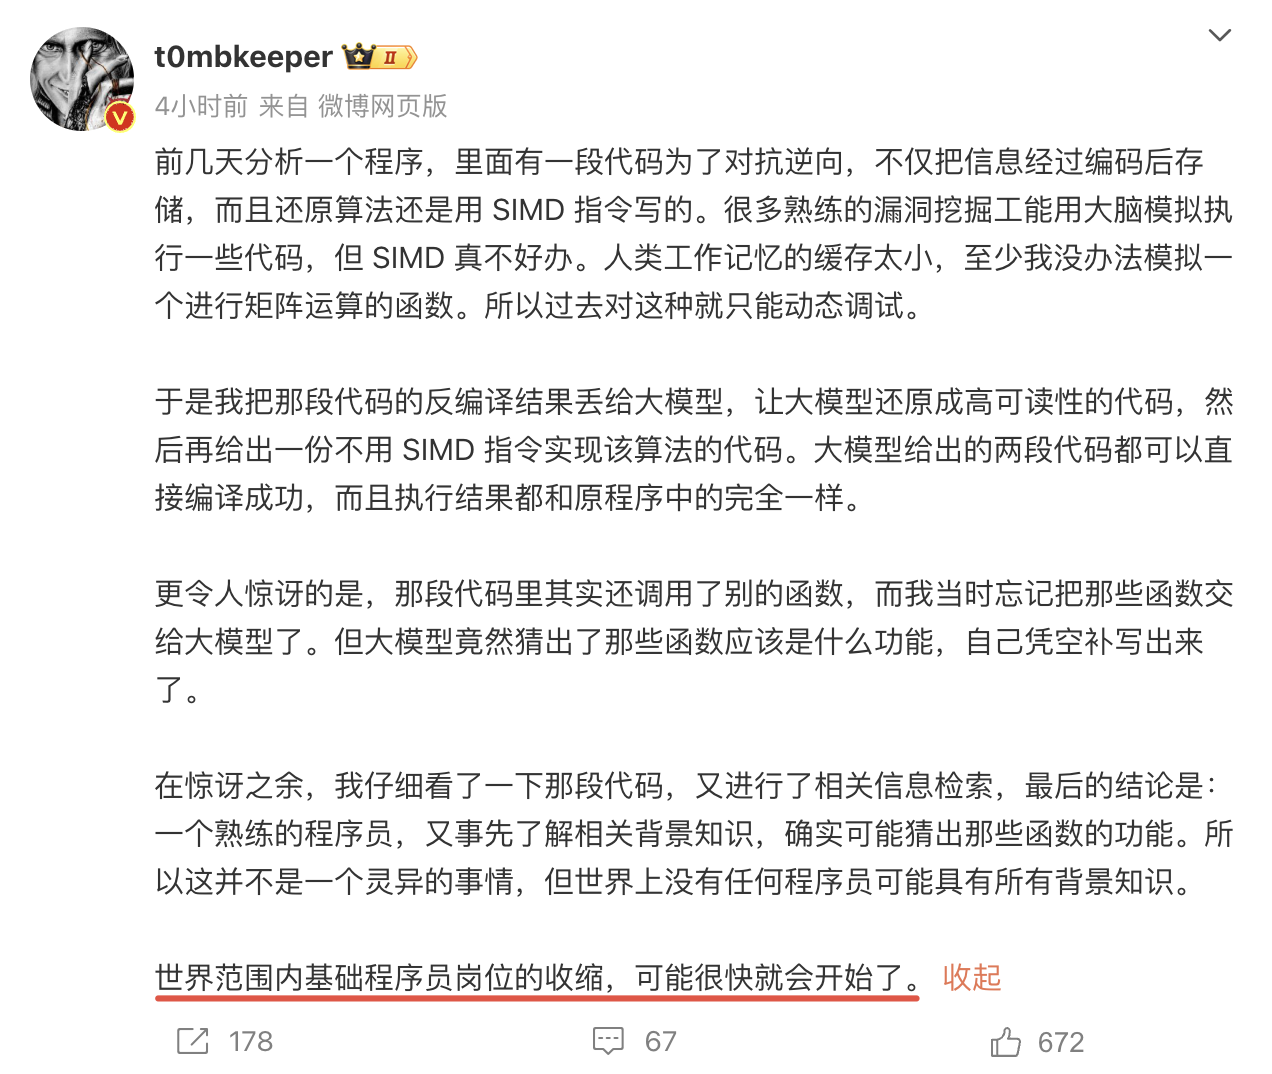 t0mbkeeper II
4小时前 来自 微博网页版
前几天分析一个程序，里面有一段代码为了对抗逆向，不仅把信息经过编码后存
储，而且还原算法还是用 SIMD 指令写的。很多熟练的漏洞挖掘工能用大脑模拟执
行一些代码，但 SIMD 真不好办。人类工作记忆的缓存太小，至少我没办法模拟一
个进行矩阵运算的函数。所以过去对这种就只能动态调试。
于是我把那段代码的反编译结果丢给大模型，让大模型还原成高可读性的代码，然
后再给出一份不用 SIMD 指令实现该算法的代码。大模型给出的两段代码都可以直
接编译成功，而且执行结果都和原程序中的完全一样。
更令人惊讶的是，那段代码里其实还调用了别的函数，而我当时忘记把那些函数交
给大模型了。但大模型竟然猜出了那些函数应该是什么功能，自己凭空补写出来
了。
在惊讶之余，我仔细看了一下那段代码，又进行了相关信息检索，最后的结论是：
一个熟练的程序员，又事先了解相关背景知识，确实可能猜出那些函数的功能。所
以这并不是一个灵异的事情，但世界上没有任何程序员可能具有所有背景知识。
世界范围内基础程序员岗位的收缩，可能很快就会开始了。 收起
178 67 672